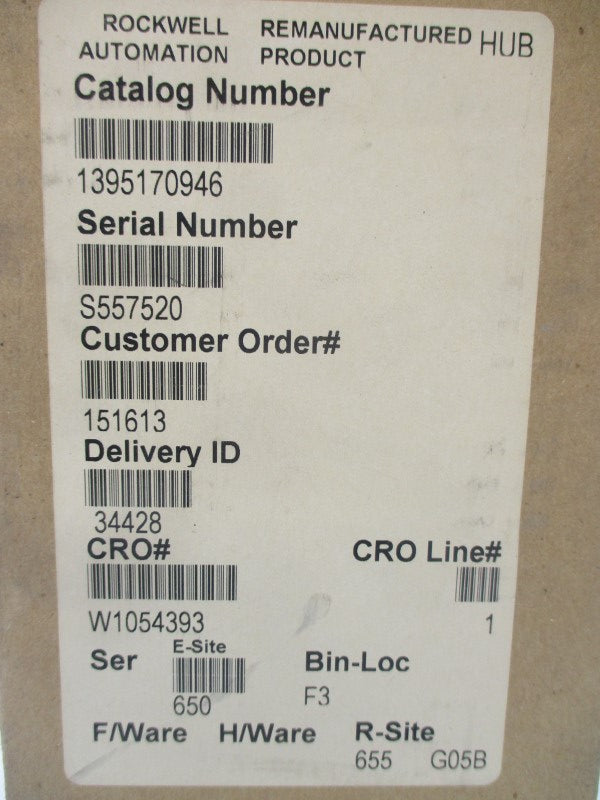 ROCKWELL REMANUFACTURED HUB
AUTOMATION PRODUCT
Catalog Number
1395170946
Serial Number
S557520
Customer Order#
151613
Delivery ID
34428
CRO# CRO Line#
W1054393 1
Ser E-Site Bin-Loc
650 F3
F/Ware H/Ware R-Site
655 G05B